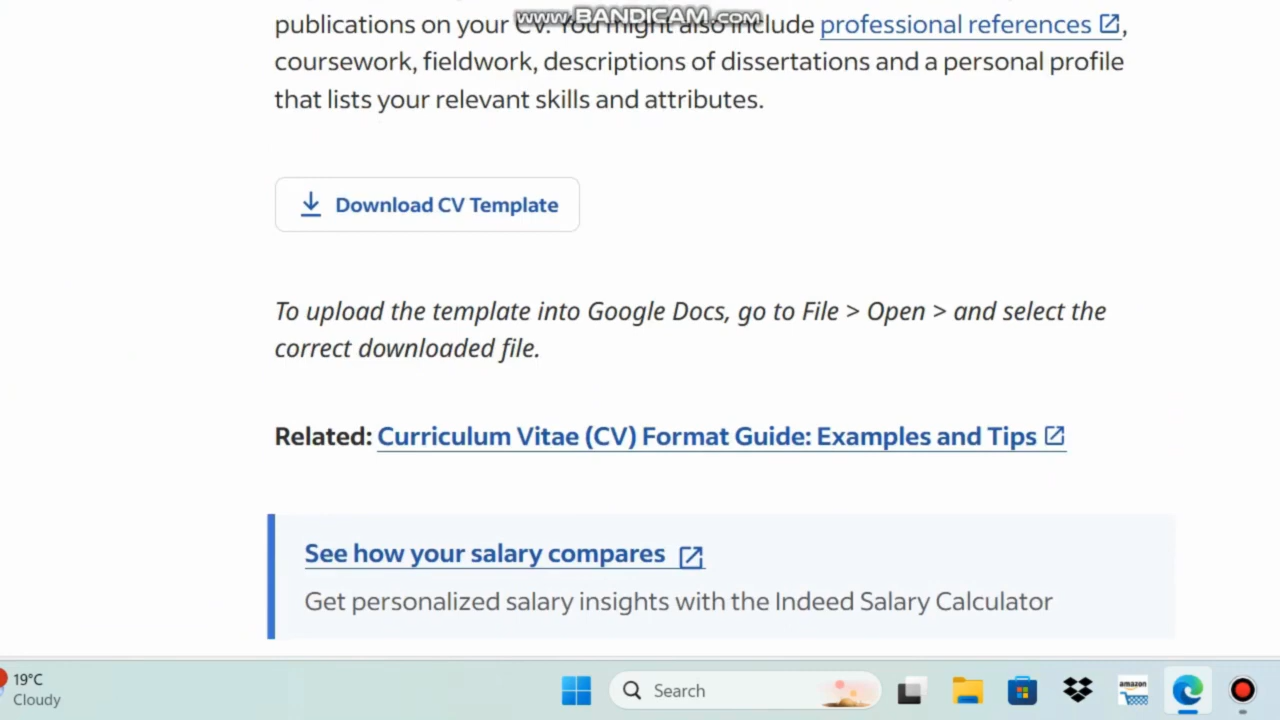 www.BANDICAM.com
publications on your CV. You might also include professional references,
coursework, fieldwork, descriptions of dissertations and a personal profile
that lists your relevant skills and attributes.
Download CV Template
To upload the template into Google Docs, go to File > Open > and select the
correct downloaded file.
Related: Curriculum Vitae (CV) Format Guide: Examples and Tips
See how your salary compares
Get personalized salary insights with the Indeed Salary Calculator
19°C
Cloudy
Search
amazon